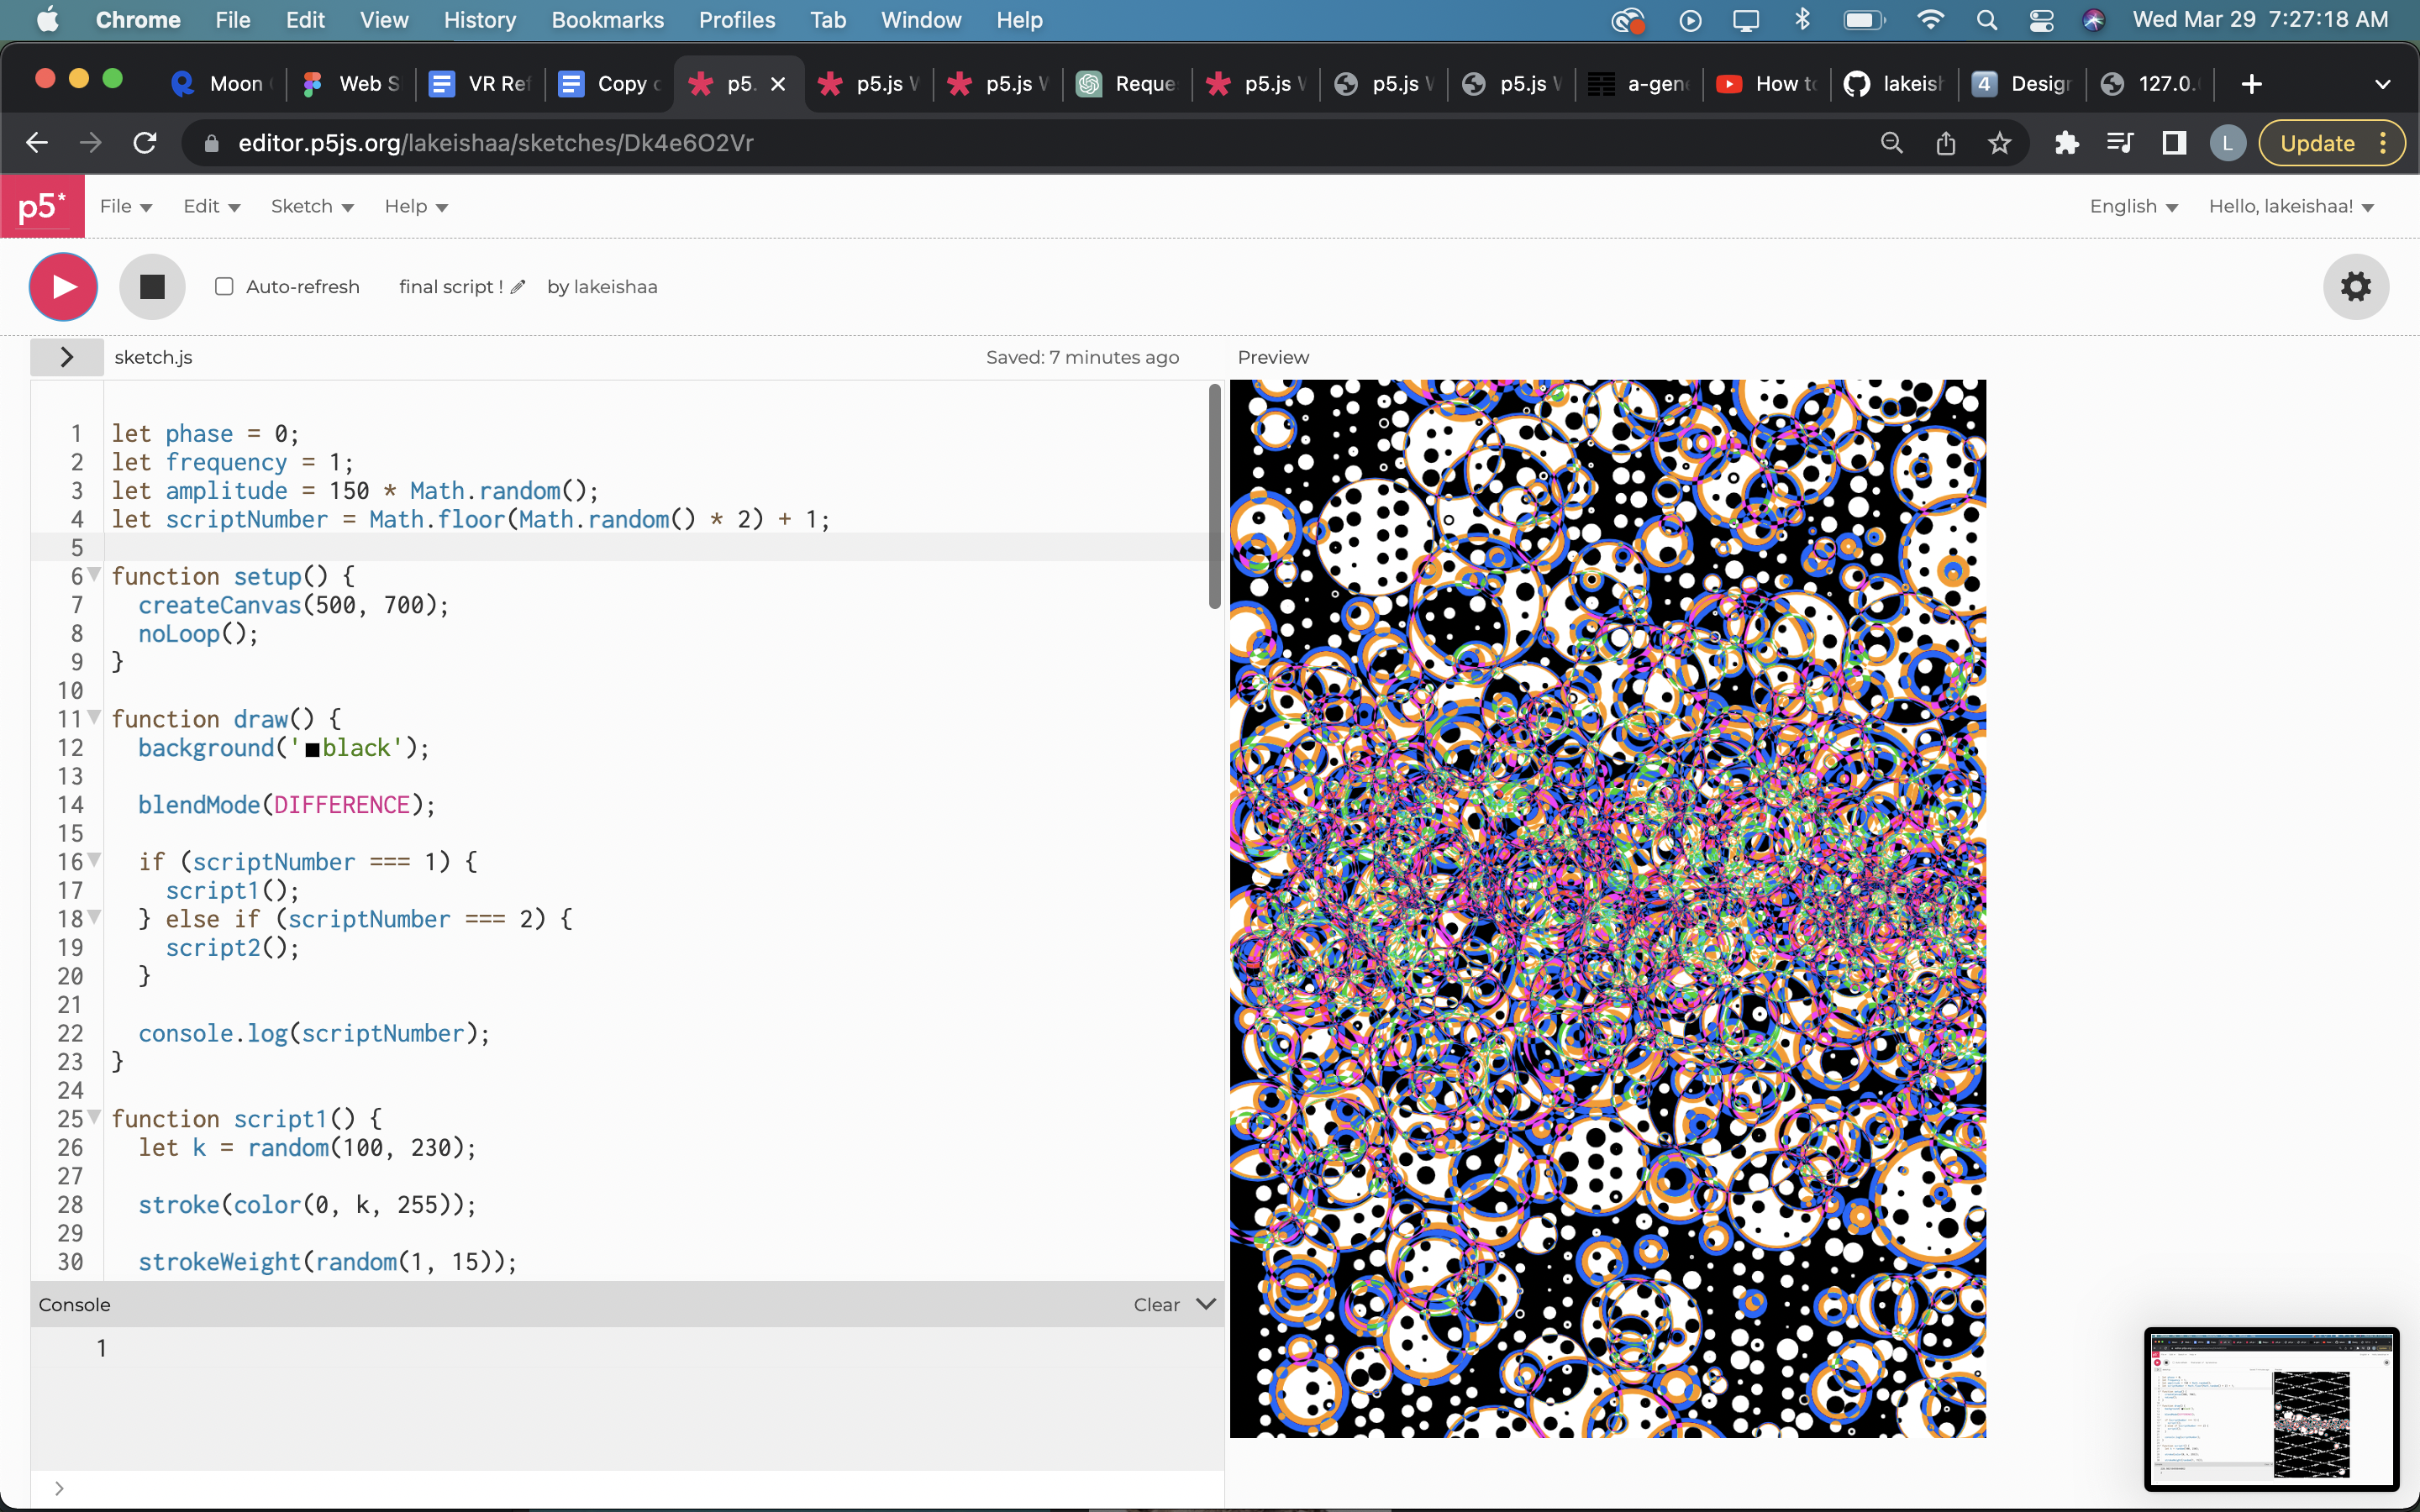 Chrome File Edit View History Bookmarks Profiles Tab Window Help Wed Mar 29 7:27:18 AM
Moon Web S VR Ref Copy p5. p5.js p5.js Reque p5.js p5.js p5.js a-gen How to lakeish 4 Design 127.0.
editor.p5js.org/lakeishaa/sketches/Dk4e6O2Vr L Update
p5* File Edit Sketch Help English Hello, lakeishaa!
Auto-refresh final script ! by lakeishaa
sketch.js Saved: 7 minutes ago Preview
1 let phase = 0;
2 let frequency = 1;
3 let amplitude = 150 * Math.random();
4 let scriptNumber = Math.floor(Math.random() * 2) + 1;
5
6 function setup() {
7 createCanvas(500, 700);
8 noLoop();
9 }
10
11 function draw() {
12 background('black');
13
14 blendMode(DIFFERENCE);
15
16 if (scriptNumber === 1) {
17 script1();
18 } else if (scriptNumber === 2) {
19 script2();
20 }
21
22 console.log(scriptNumber);
23 }
24
25 function script1() {
26 let k = random(100, 230);
27
28 stroke(color(0, k, 255));
29
30 strokeWeight(random(1, 15));
Console Clear
1
>